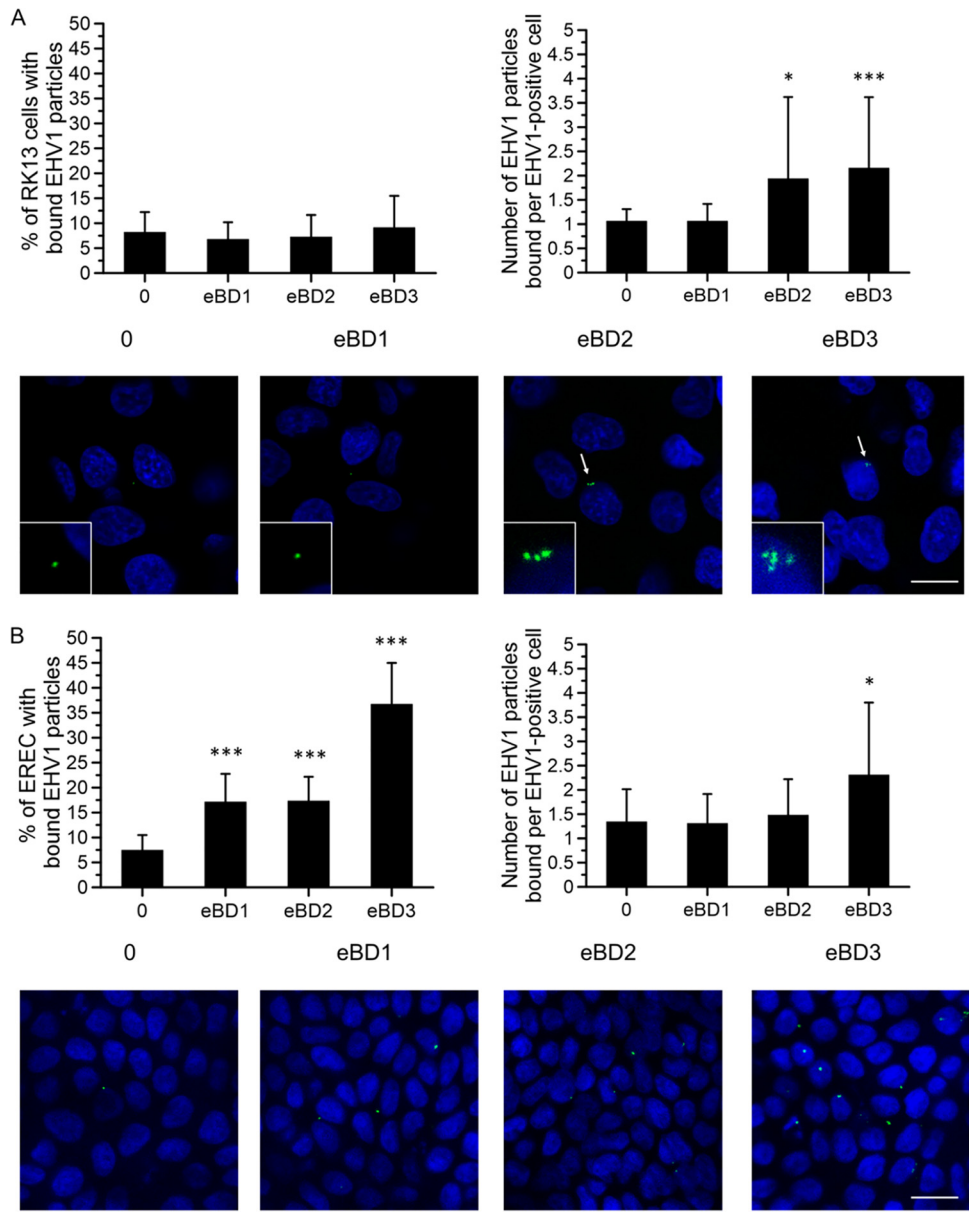 A
% of RK13 cells with
bound EHV1 particles
50
45
40
35
30
25
20
15
10
5
0
0 eBD1 eBD2 eBD3
Number of EHV1 particles
bound per EHV1-positive cell
5
4.5
4
3.5
3
2.5
2
1.5
1
0.5
0
* ***
0 eBD1 eBD2 eBD3
0 eBD1 eBD2 eBD3
B
% of EREC with
bound EHV1 particles
50
45
40
35
30
25
20
15
10
5
0
*** *** ***
0 eBD1 eBD2 eBD3
Number of EHV1 particles
bound per EHV1-positive cell
5
4.5
4
3.5
3
2.5
2
1.5
1
0.5
0
*
0 eBD1 eBD2 eBD3
0 eBD1 eBD2 eBD3